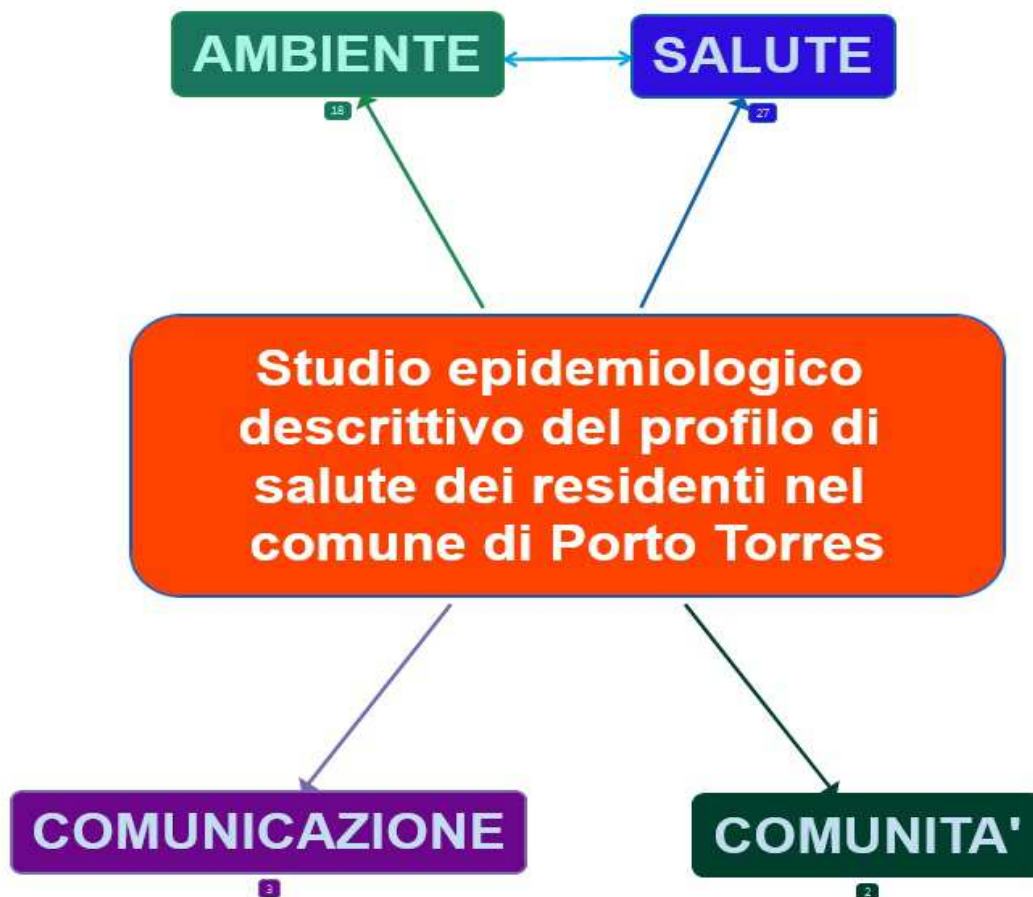 AMBIENTE
SALUTE
18
27
Studio epidemiologico
descrittivo del profilo di
salute dei residenti nel
comune di Porto Torres
COMUNICAZIONE
COMUNITA'
3
2